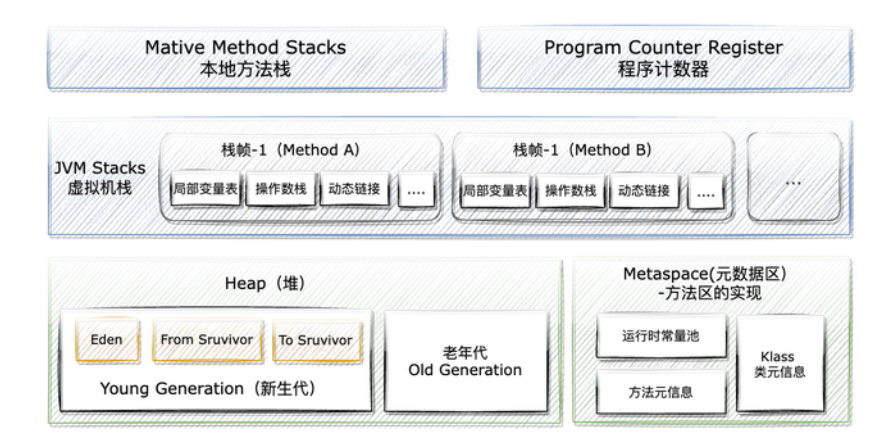 Mative Method Stacks
本地方法栈
Program Counter Register
程序计数器
JVM Stacks
虚拟机栈
栈帧-1（Method A）
局部变量表
操作数栈
动态链接
....
栈帧-1（Method B）
局部变量表
操作数栈
动态链接
....
...
Heap（堆）
Eden
From Sruvivor
To Sruvivor
Young Generation（新生代）
老年代
Old Generation
Metaspace(元数据区)
-方法区的实现
运行时常量池
方法元信息
Klass
类元信息